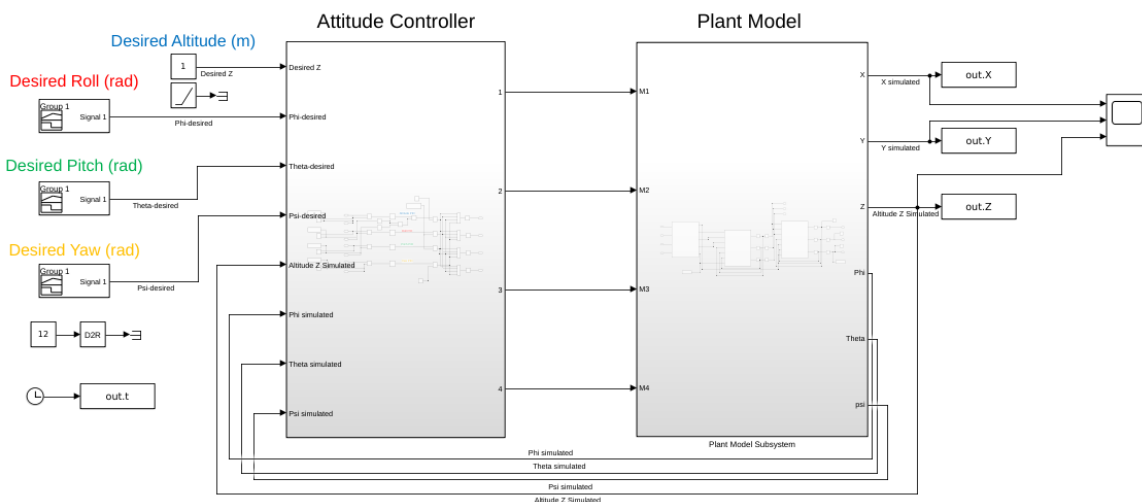 Attitude Controller
Plant Model
Desired Altitude (m)
1
Desired Z
Desired Roll (rad)
Group 1
Signal 1
Phi-desired
Desired Pitch (rad)
Group 1
Signal 1
Theta-desired
Desired Yaw (rad)
Group 1
Signal 1
Psi-desired
12
D2R
out.t
Desired Z
Phi-desired
Theta-desired
Psi-desired
Altitude Z Simulated
Phi simulated
Theta simulated
Psi simulated
1
2
3
4
M1
M2
M3
M4
X
Y
Z
Phi
Theta
psi
Plant Model Subsystem
X simulated
out.X
Y simulated
out.Y
Altitude Z Simulated
out.Z
Phi simulated
Theta simulated
Psi simulated
Altitude Z Simulated